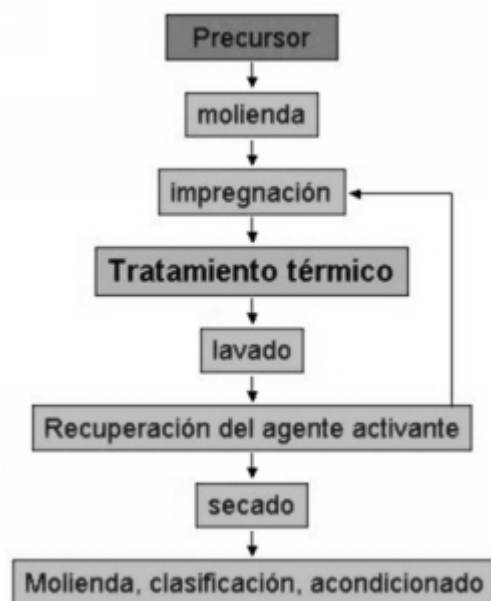 Precursor
molienda
impregnación
Tratamiento térmico
lavado
Recuperación del agente activante
secado
Molienda, clasificación, acondicionado